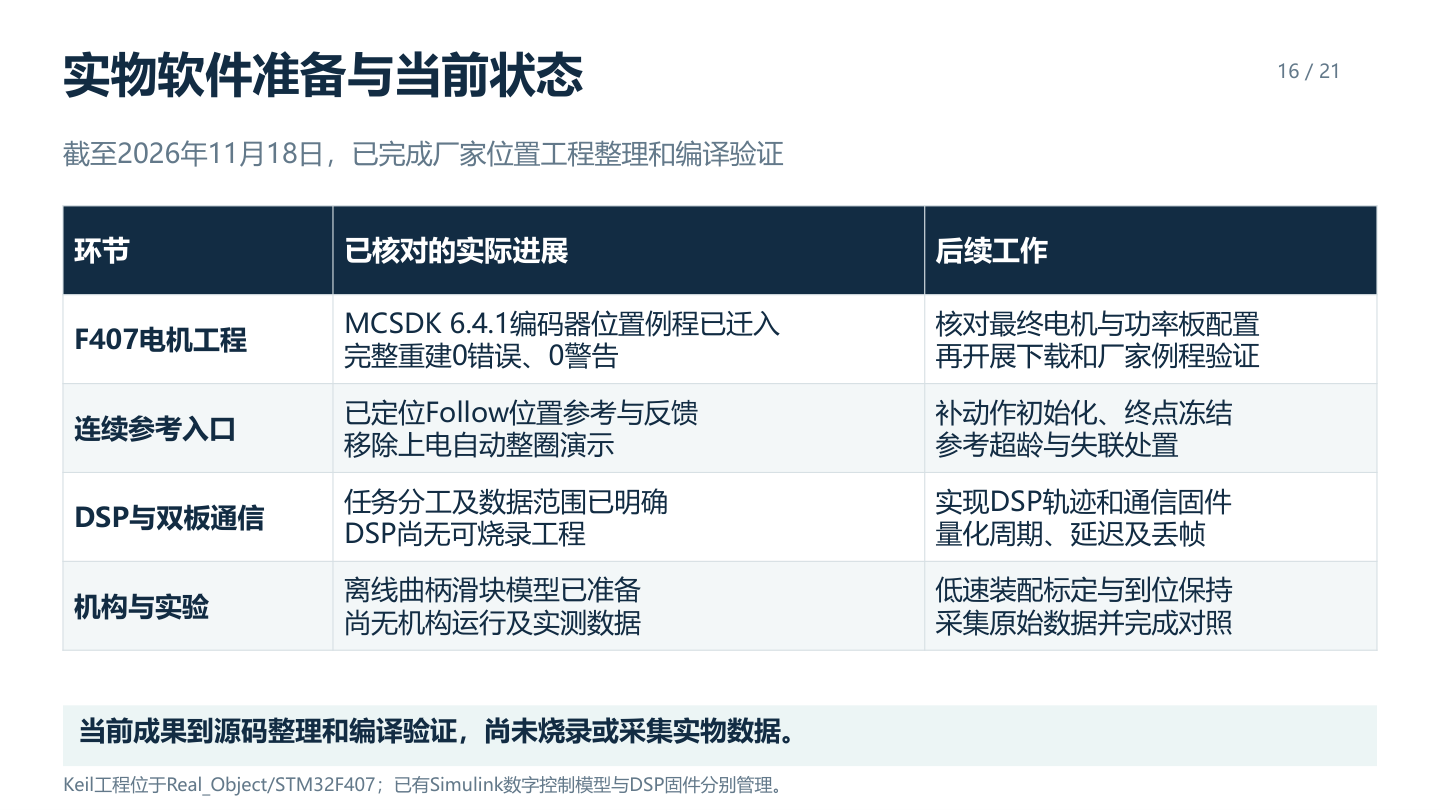 实物软件准备与当前状态
16 / 21
截至2026年11月18日，已完成厂家位置工程整理和编译验证
环节
已核对的实际进展
后续工作
F407电机工程
MCSDK 6.4.1编码器位置例程已迁入
完整重建0错误、0警告
核对最终电机与功率板配置
再开展下载和厂家例程验证
连续参考入口
已定位Follow位置参考与反馈
移除上电自动整圈演示
补动作初始化、终点冻结
参考超龄与失联处置
DSP与双板通信
任务分工及数据范围已明确
DSP尚无可烧录工程
实现DSP轨迹和通信固件
量化周期、延迟及丢帧
机构与实验
离线曲柄滑块模型已准备
尚无机构运行及实测数据
低速装配标定与到位保持
采集原始数据并完成对照
当前成果到源码整理和编译验证，尚未烧录或采集实物数据。
Keil工程位于Real_Object/STM32F407；已有Simulink数字控制模型与DSP固件分别管理。